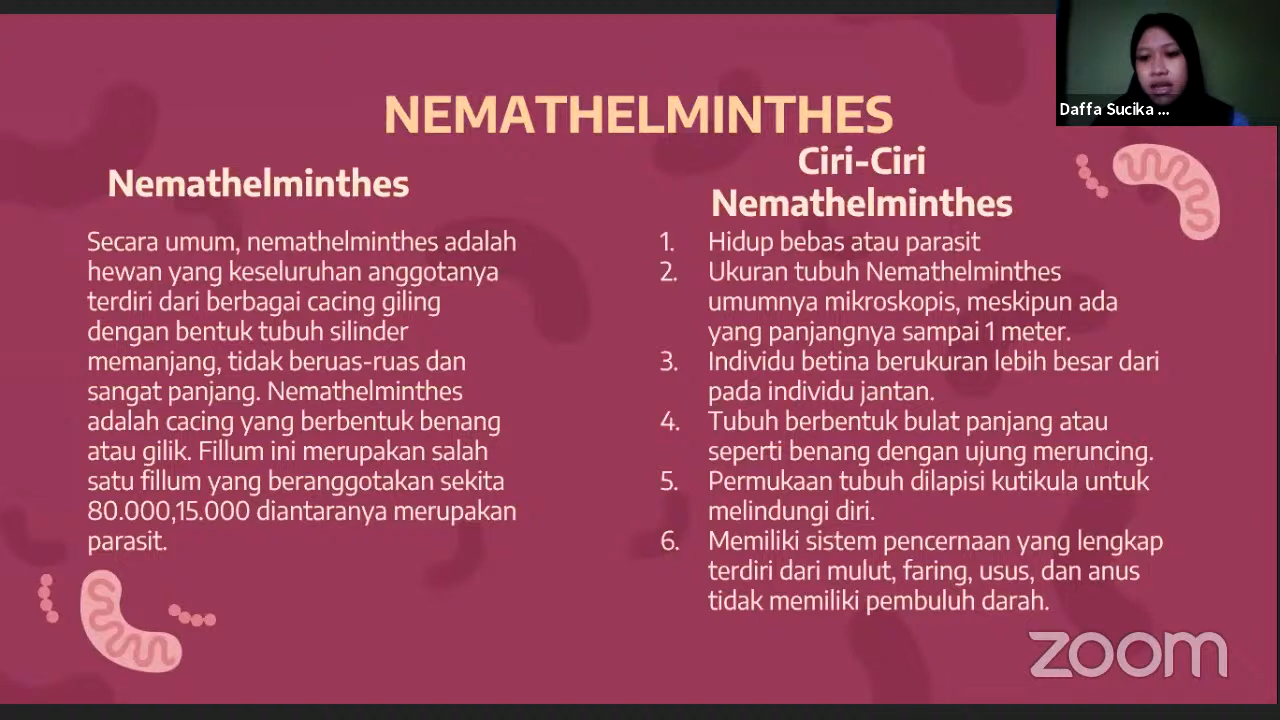 NEMATHELMINTHES
Nemathelminthes
Secara umum, nemathelminthes adalah
hewan yang keseluruhan anggotanya
terdiri dari berbagai cacing giling
dengan bentuk tubuh silinder
memanjang, tidak beruas-ruas dan
sangat panjang. Nemathelminthes
adalah cacing yang berbentuk benang
atau gilik. Fillum ini merupakan salah
satu fillum yang beranggotakan sekita
80.000,15.000 diantaranya merupakan
parasit.
Ciri-Ciri
Nemathelminthes
1. Hidup bebas atau parasit
2. Ukuran tubuh Nemathelminthes
umumnya mikroskopis, meskipun ada
yang panjangnya sampai 1 meter.
3. Individu betina berukuran lebih besar dari
pada individu jantan.
4. Tubuh berbentuk bulat panjang atau
seperti benang dengan ujung meruncing.
5. Permukaan tubuh dilapisi kutikula untuk
melindungi diri.
6. Memiliki sistem pencernaan yang lengkap
terdiri dari mulut, faring, usus, dan anus
tidak memiliki pembuluh darah.
Daffa Sucika ...
zoom